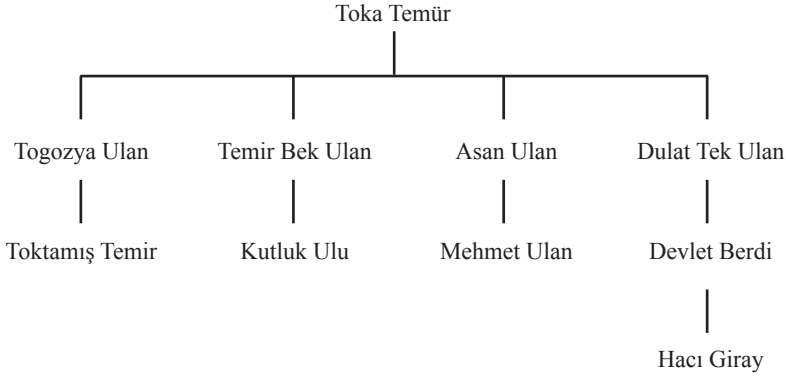 Toka Temür
Togozya Ulan Temir Bek Ulan Asan Ulan Dulat Tek Ulan
Toktamış Temir Kutluk Ulu Mehmet Ulan Devlet Berdi
Hacı Giray